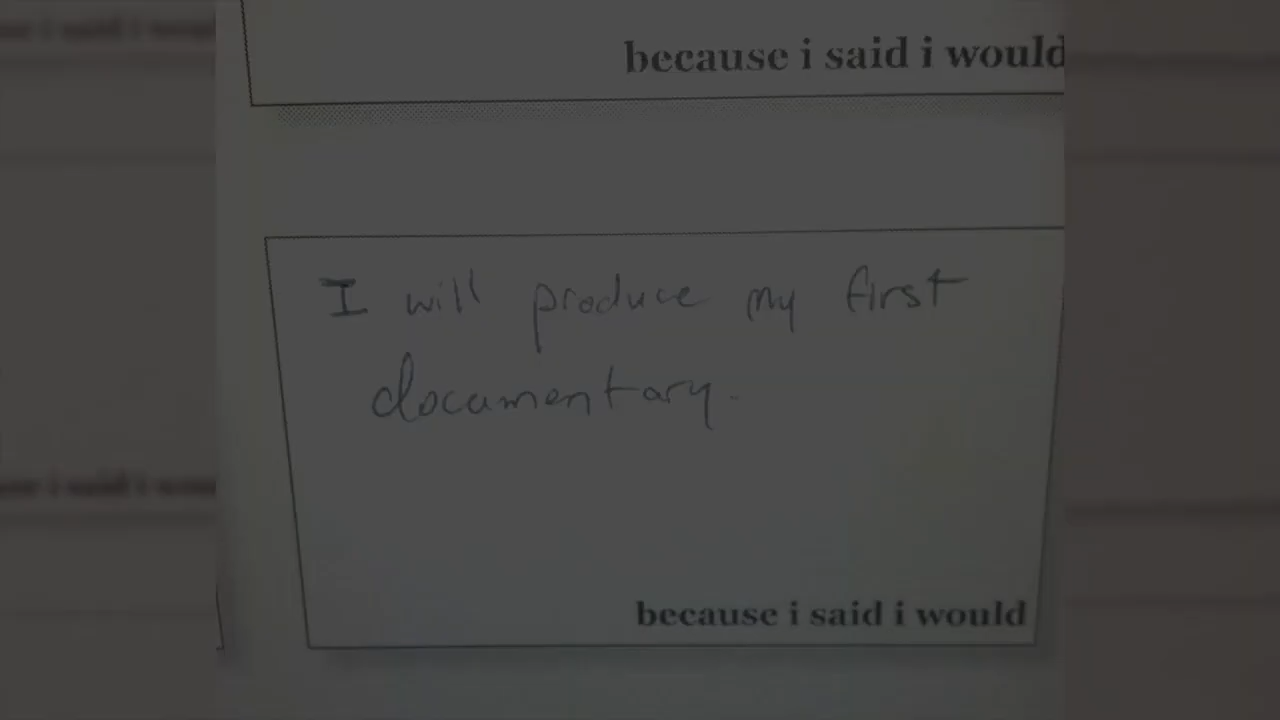 because i said i would
I will produce my first
documentary.
because i said i would